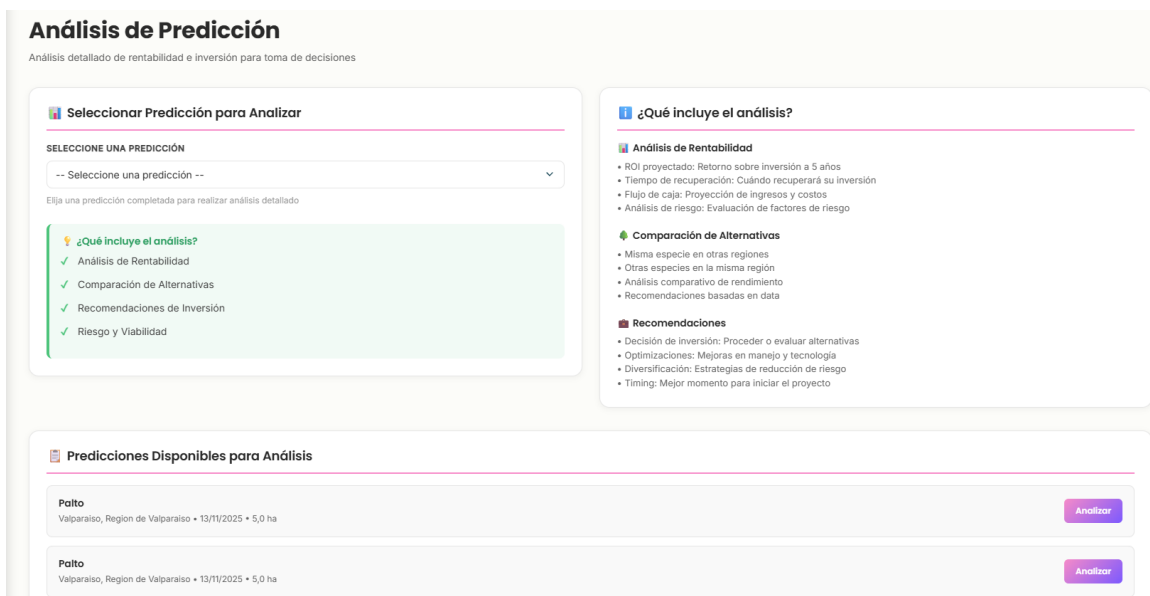 Análisis de Predicción
Análisis detallado de rentabilidad e inversión para toma de decisiones
Seleccionar Predicción para Analizar
SELECCIONE UNA PREDICCIÓN
-- Seleccione una predicción --
Elija una predicción completada para realizar análisis detallado
¿Qué incluye el análisis?
✓ Análisis de Rentabilidad
✓ Comparación de Alternativas
✓ Recomendaciones de Inversión
✓ Riesgo y Viabilidad
¿Qué incluye el análisis?
Análisis de Rentabilidad
• ROI proyectado: Retorno sobre inversión a 5 años
• Tiempo de recuperación: Cuándo recuperará su inversión
• Flujo de caja: Proyección de ingresos y costos
• Análisis de riesgo: Evaluación de factores de riesgo
Comparación de Alternativas
• Misma especie en otras regiones
• Otras especies en la misma región
• Análisis comparativo de rendimiento
• Recomendaciones basadas en data
Recomendaciones
• Decisión de inversión: Proceder o evaluar alternativas
• Optimizaciones: Mejoras en manejo y tecnología
• Diversificación: Estrategias de reducción de riesgo
• Timing: Mejor momento para iniciar el proyecto
Predicciones Disponibles para Análisis
Palto
Valparaiso, Region de Valparaiso • 13/11/2025 • 5,0 ha
Analizar
Palto
Valparaiso, Region de Valparaiso • 13/11/2025 • 5,0 ha
Analizar